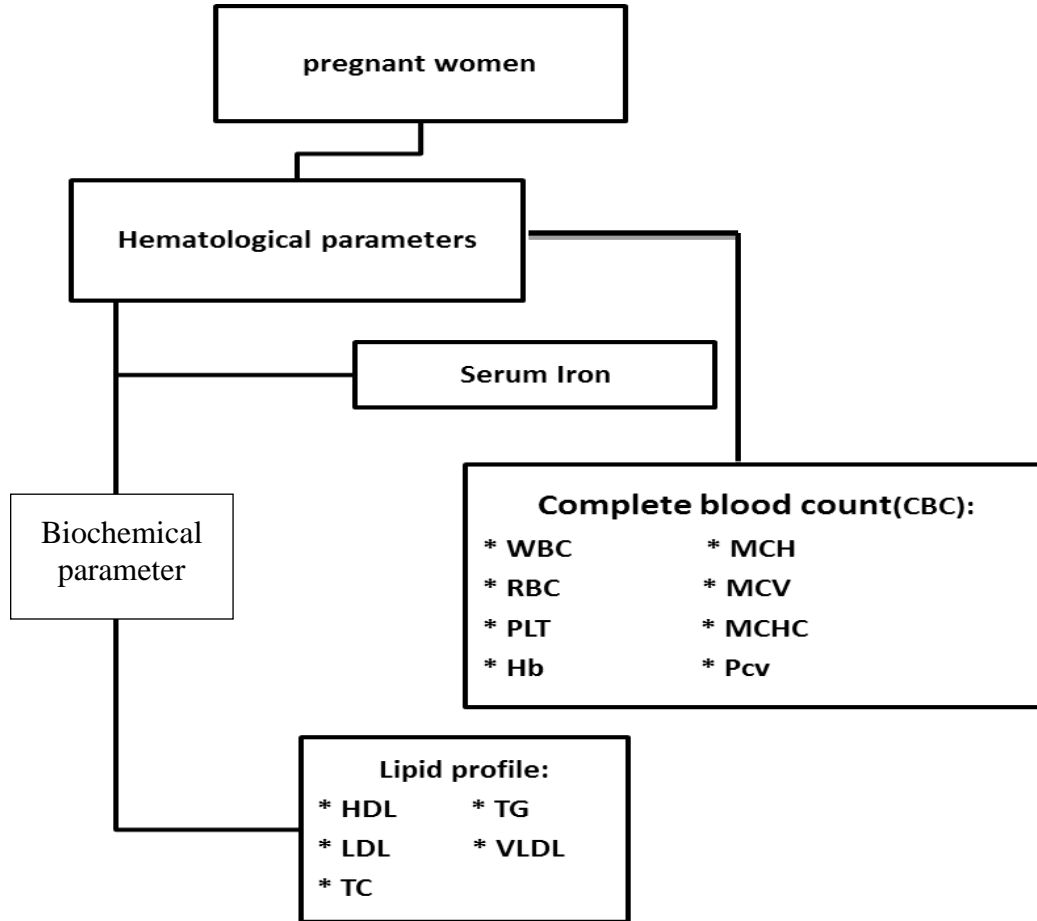 pregnant women
Hematological parameters
Serum Iron
Complete blood count(CBC):
* WBC * MCH
* RBC * MCV
* PLT * MCHC
* Hb * Pcv
Biochemical
parameter
Lipid profile:
* HDL * TG
* LDL * VLDL
* TC